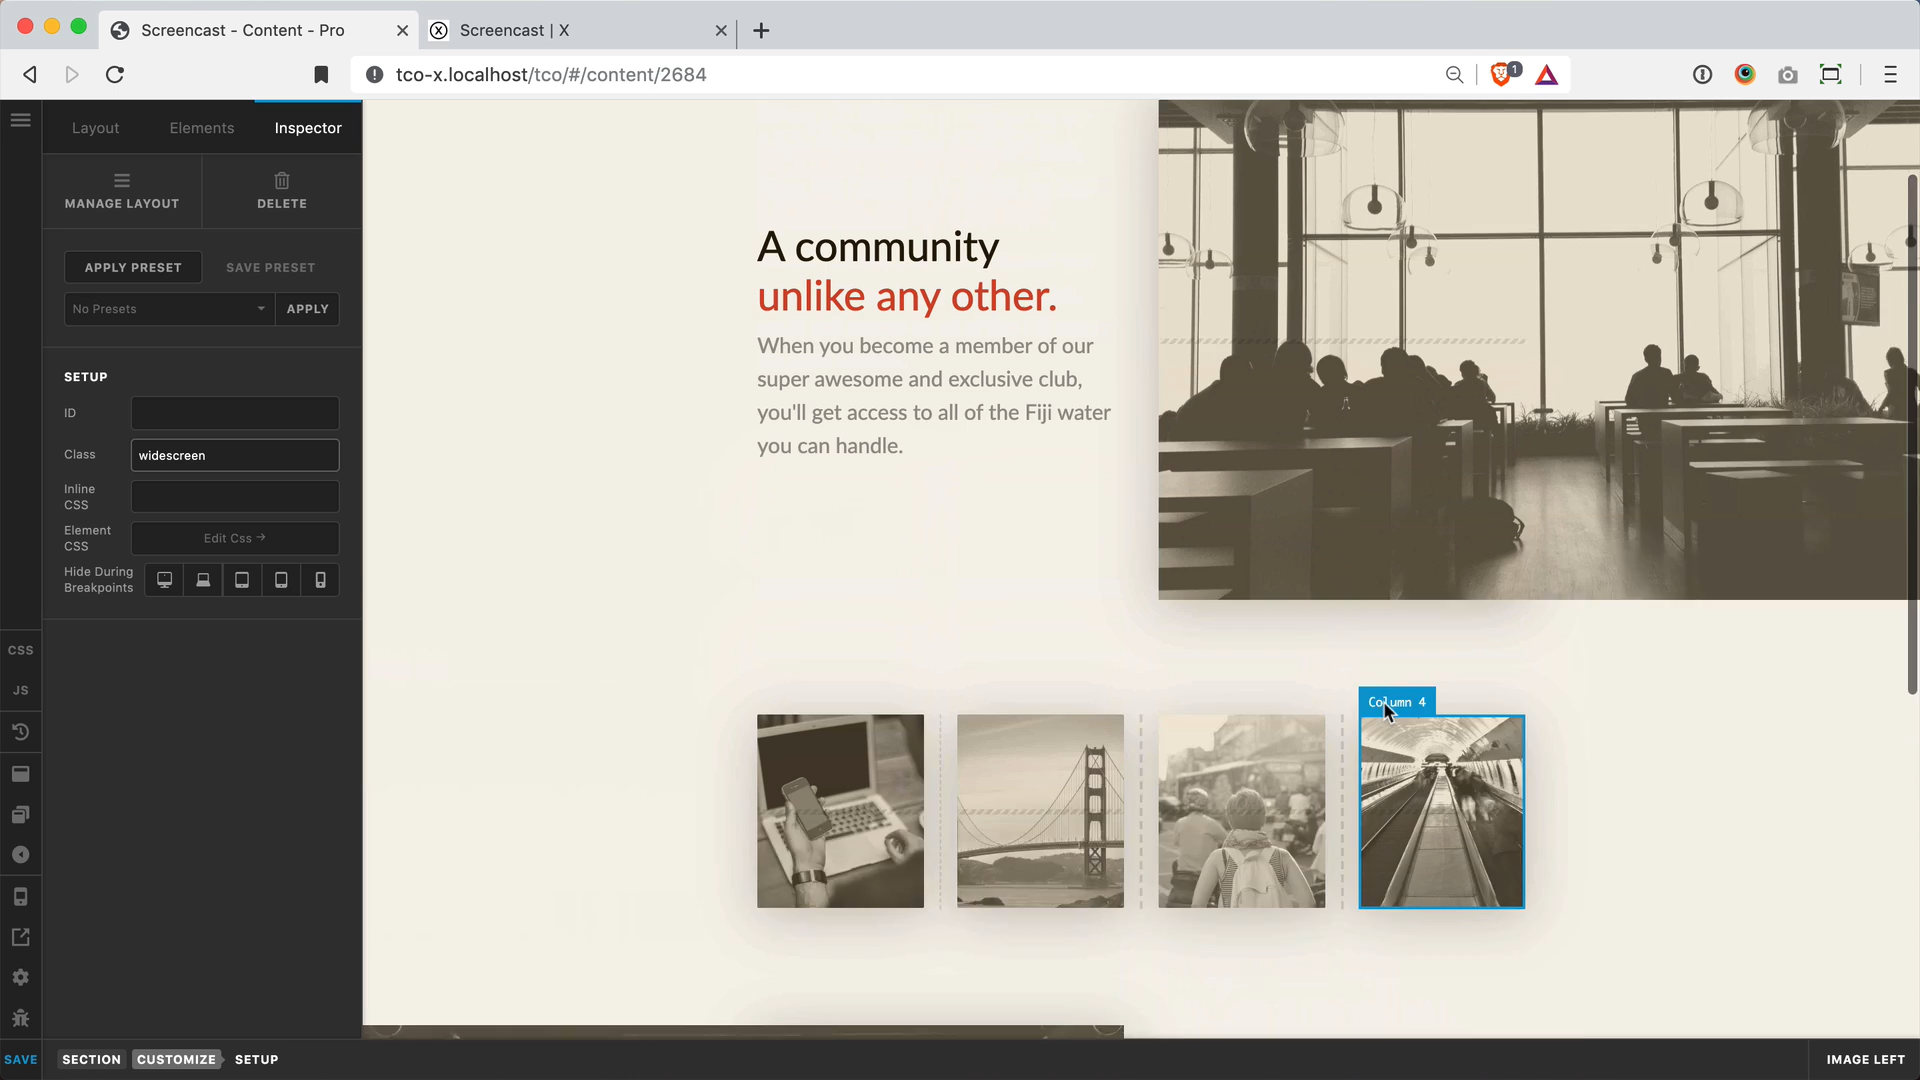 Screencast - Content - Pro
Screencast | X
tco-x.localhost/tco/#/content/2684
1
Layout
Elements
Inspector
MANAGE LAYOUT
DELETE
APPLY PRESET
SAVE PRESET
No Presets
APPLY
SETUP
ID
Class
widescreen
Inline
CSS
Element
CSS
Edit Css
Hide During
Breakpoints
CSS
JS
SAVE
SECTION
CUSTOMIZE
SETUP
IMAGE LEFT
A community
unlike any other.
When you become a member of our
super awesome and exclusive club,
you'll get access to all of the Fiji water
you can handle.
Column 4